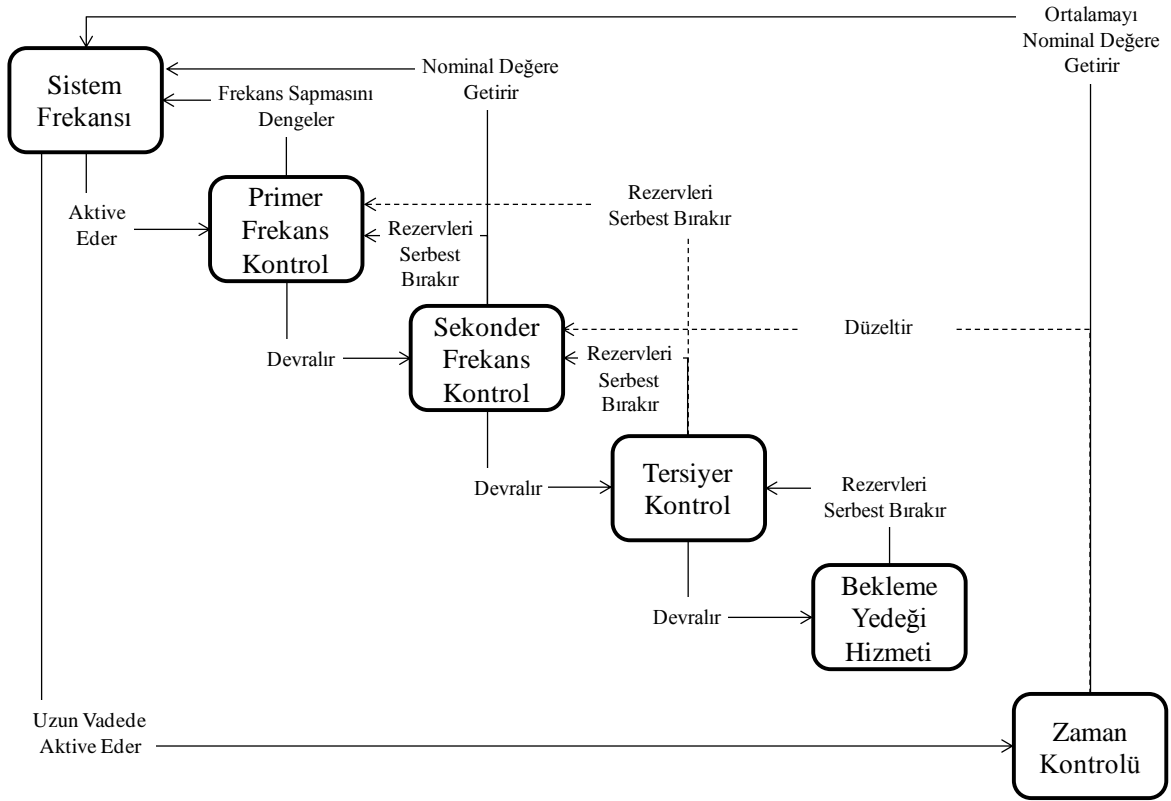 Ortalamayı
Nominal Değere
Getirir
Sistem
Frekansı
Nominal Değere
Getirir
Frekans Sapmasını
Dengeler
Aktive
Eder
Primer
Frekans
Kontrol
Rezervleri
Serbest Bırakır
Rezervleri
Serbest
Bırakır
Devralır
Sekonder
Frekans
Kontrol
Düzeltir
Rezervleri
Serbest
Bırakır
Devralır
Tersiyer
Kontrol
Rezervleri
Serbest Bırakır
Devralır
Bekleme
Yedeği
Hizmeti
Uzun Vadede
Aktive Eder
Zaman
Kontrolü